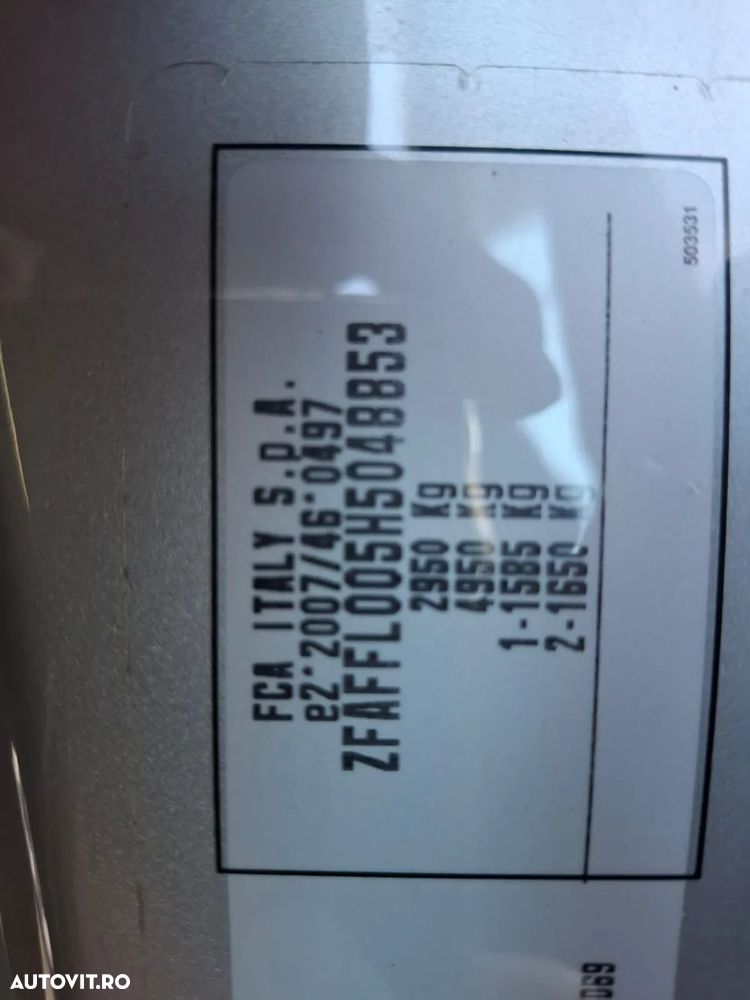 FCA ITALY S.p.A.
e2*2007/46*0497
ZFAFFL005H5048853
2950 Kg
4950 Kg
1-1585 Kg
2-1650 Kg
503531
AUTOVIT.RO